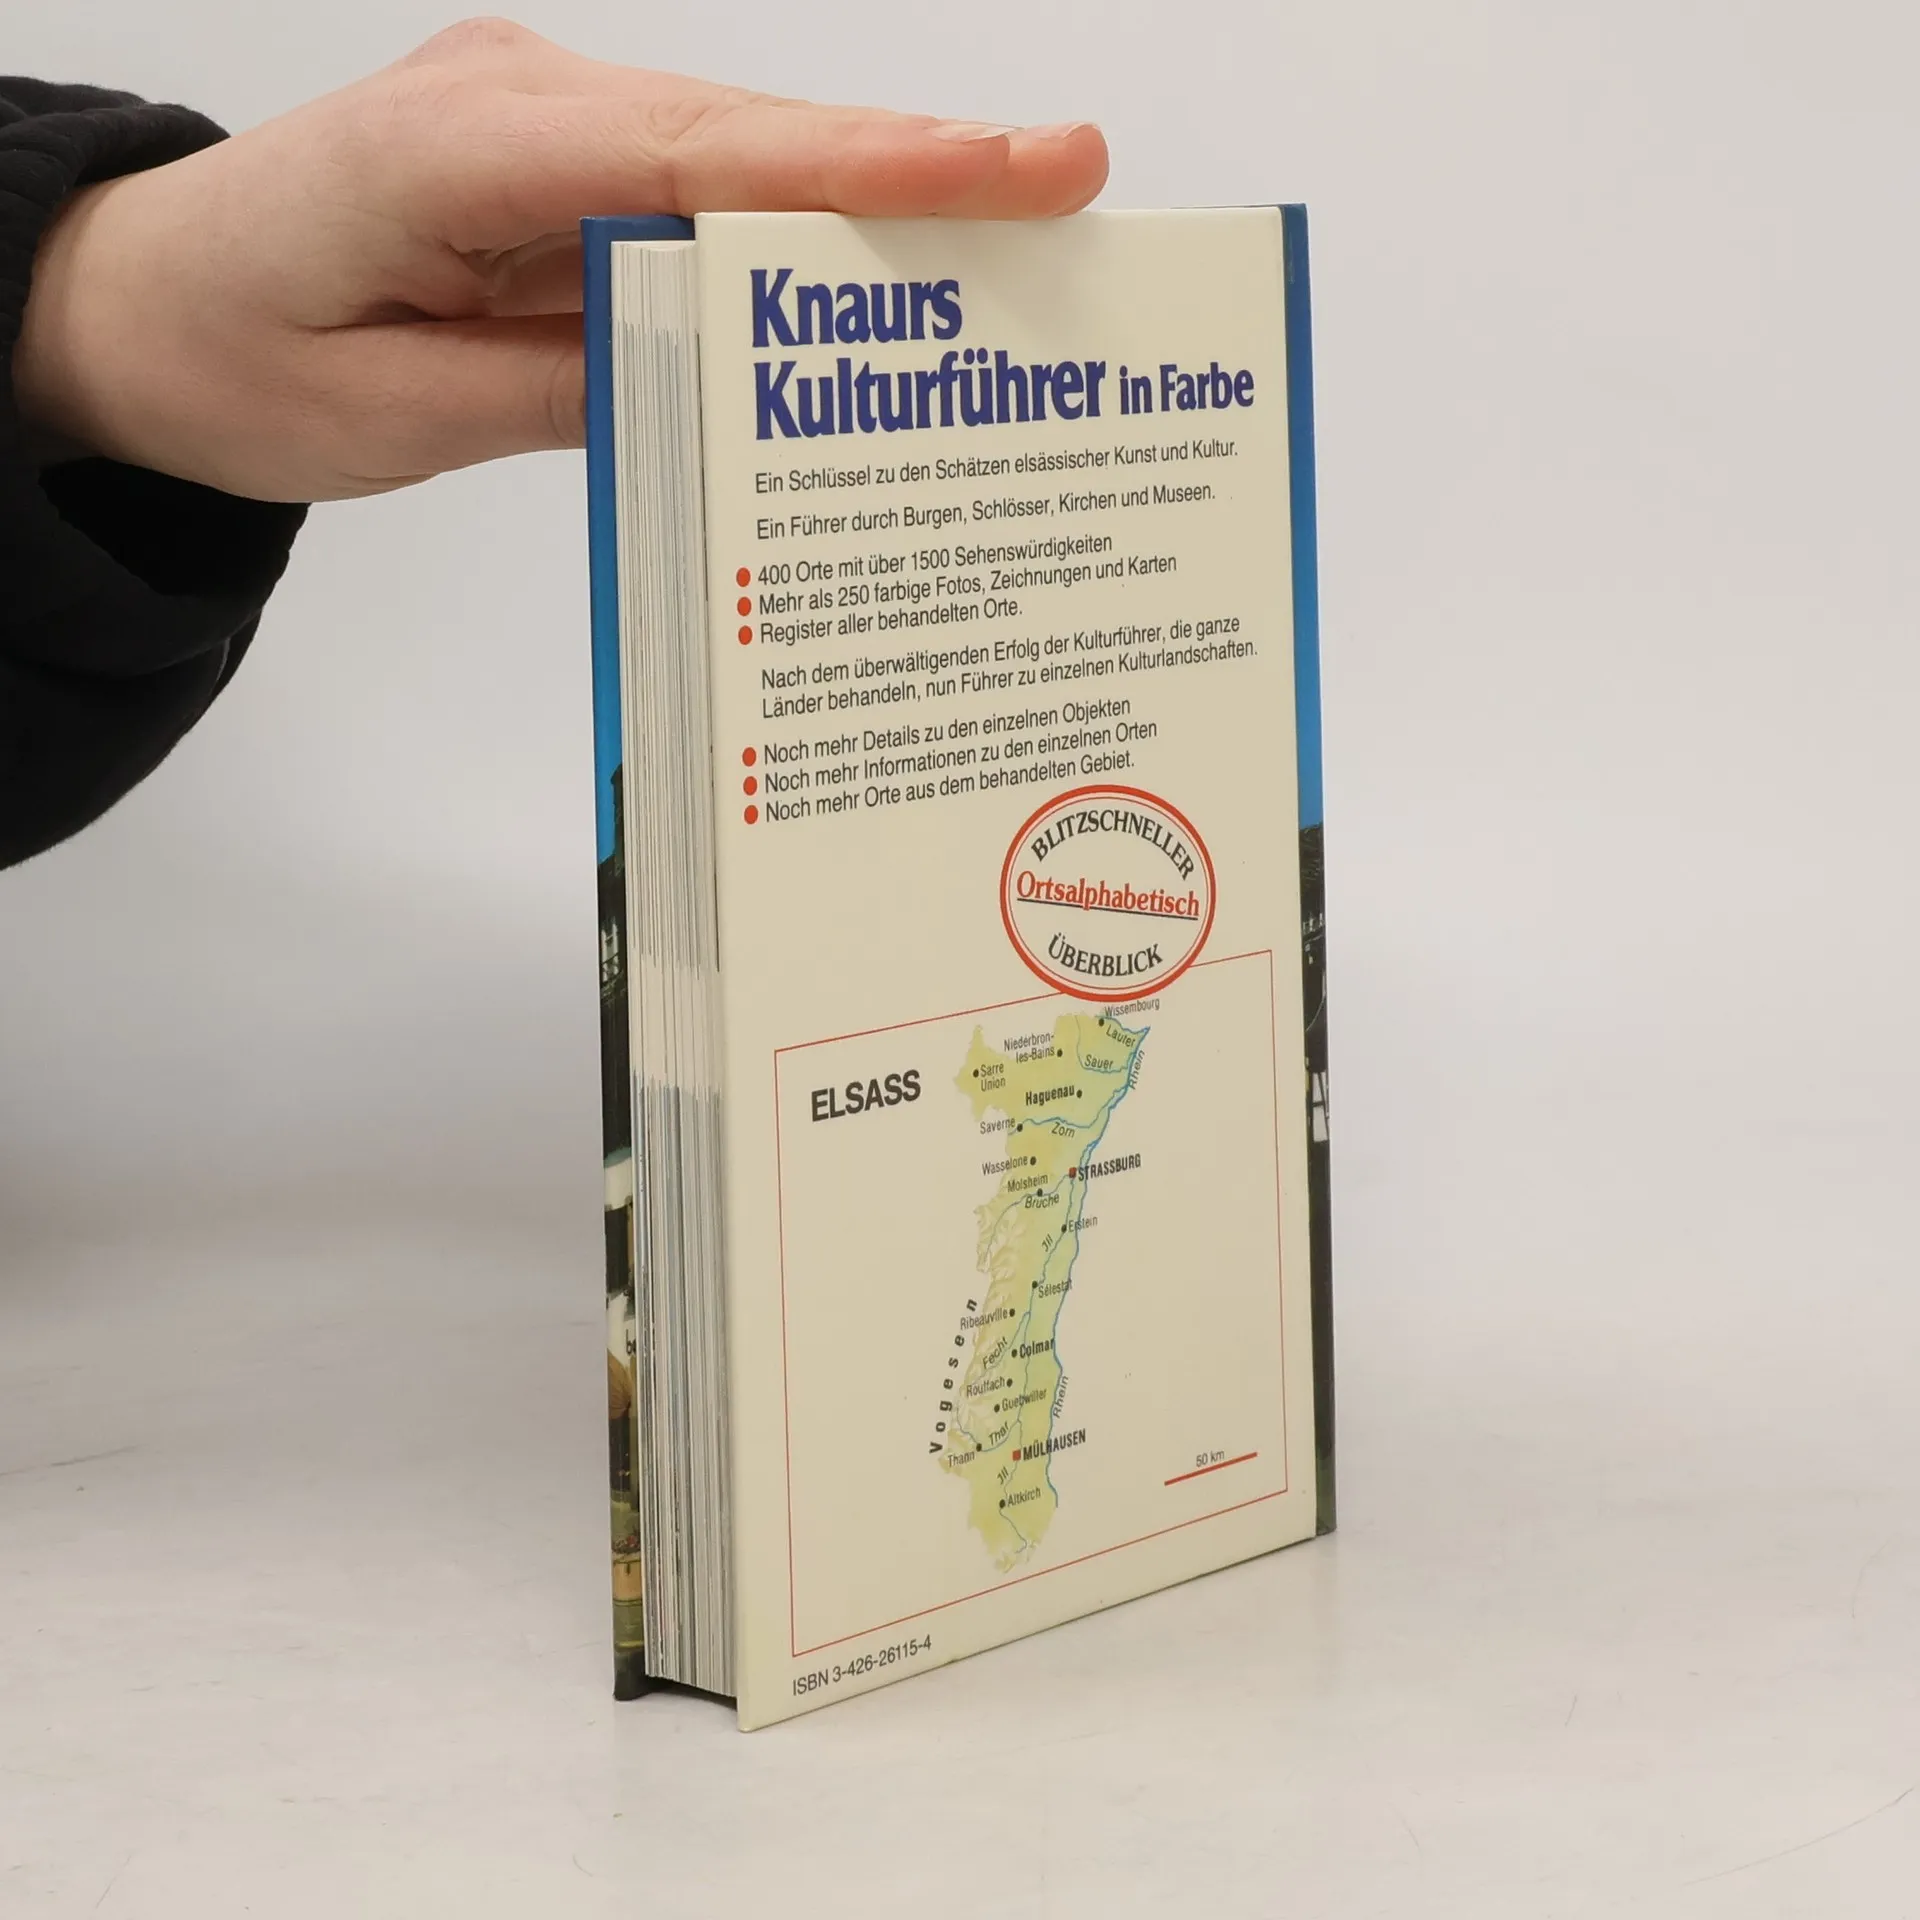 Knaurs
Kulturführer in Farbe
Ein Schlüssel zu den Schätzen elsässischer Kunst und Kultur.
Ein Führer durch Burgen, Schlösser, Kirchen und Museen.
400 Orte mit über 1500 Sehenswürdigkeiten
Mehr als 250 farbige Fotos, Zeichnungen und Karten
Register aller behandelten Orte.
Nach dem überwältigenden Erfolg der Kulturführer, die ganze
Länder behandeln, nun Führer zu einzelnen Kulturlandschaften.
Noch mehr Details zu den einzelnen Objekten
Noch mehr Informationen zu den einzelnen Orten
Noch mehr Orte aus dem behandelten Gebiet.
BLITZSCHNELLER
Ortsalphabetisch
ÜBERBLICK
ELSASS
Wissembourg
Lauter
Niederbron-
les-Bains
Sauer
Rhein
Sarre
Union
Haguenau
Saverne
Zorn
Wasselone
STRASSBURG
Molsheim
Bruche
Erstein
Jll
Sélestat
Ribeauville
Vogesen
Fecht
Colmar
Rouffach
Guebwiller
Rhein
Thor
Thann
MÜLHAUSEN
Jll
Altkirch
50 km
ISBN 3-426-26115-4